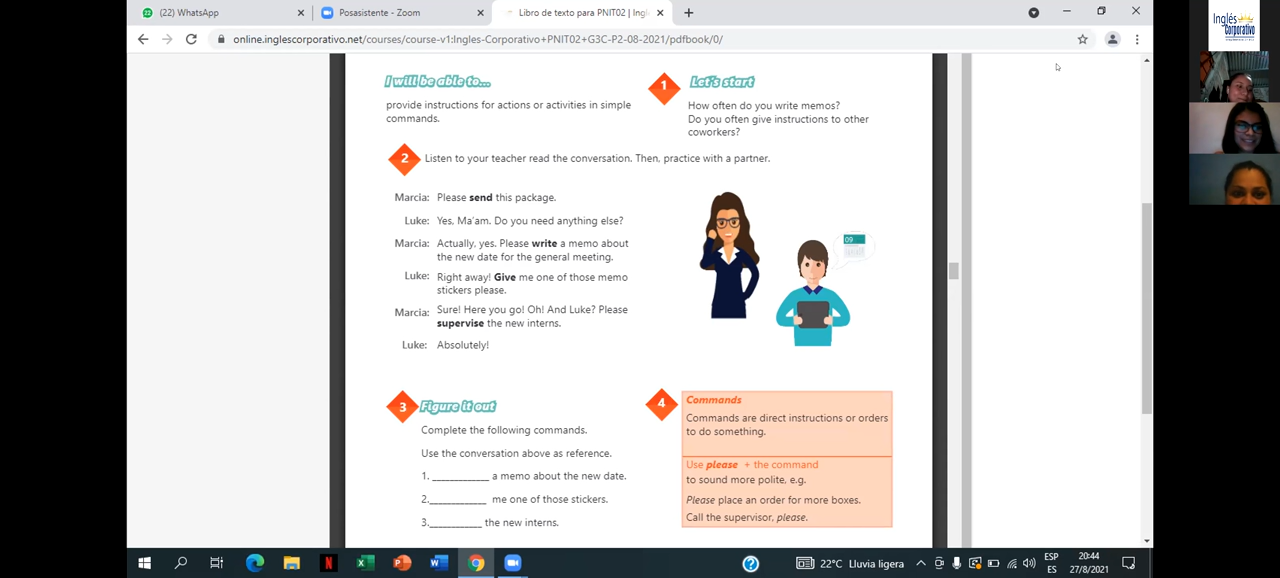 (22) WhatsApp
Posasistente - Zoom
Libro de texto para PNIT02 | Ingl
online.inglescorporativo.net/courses/course-v1:Ingles-Corporativo+PNIT02+G3C-P2-08-2021/pdfbook/0/
Inglés
Corporativo
I will be able to...
provide instructions for actions or activities in simple
commands.
1
Let's start
How often do you write memos?
Do you often give instructions to other
coworkers?
2
Listen to your teacher read the conversation. Then, practice with a partner.
Marcia: Please send this package.
Luke: Yes, Ma'am. Do you need anything else?
Marcia: Actually, yes. Please write a memo about
the new date for the general meeting.
Luke: Right away! Give me one of those memo
stickers please.
Marcia: Sure! Here you go! Oh! And Luke? Please
supervise the new interns.
Luke: Absolutely!
09
3
Figure it out
Complete the following commands.
Use the conversation above as reference.
1. ____________ a memo about the new date.
2.____________ me one of those stickers.
3.___________ the new interns.
4
Commands
Commands are direct instructions or orders
to do something.
Use please + the command
to sound more polite, e.g.
Please place an order for more boxes.
Call the supervisor, please.
22°C Lluvia ligera
ESP
ES
20:44
27/8/2021